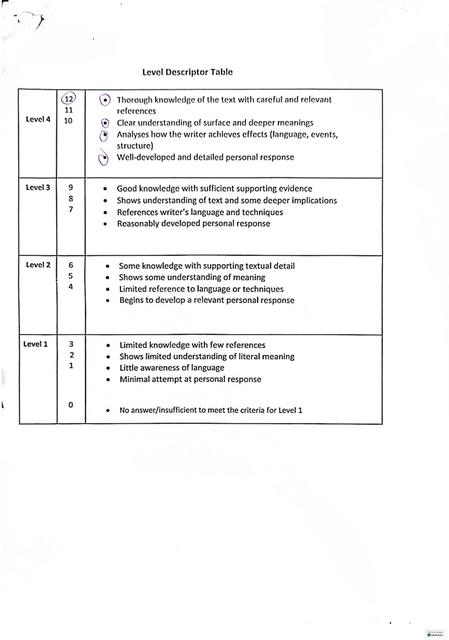 Level Descriptor Table
Level 4
12
11
10
• Thorough knowledge of the text with careful and relevant
references
• Clear understanding of surface and deeper meanings
• Analyses how the writer achieves effects (language, events,
structure)
• Well-developed and detailed personal response
Level 3
9
8
7
• Good knowledge with sufficient supporting evidence
• Shows understanding of text and some deeper implications
• References writer's language and techniques
• Reasonably developed personal response
Level 2
6
5
4
• Some knowledge with supporting textual detail
• Shows some understanding of meaning
• Limited reference to language or techniques
• Begins to develop a relevant personal response
Level 1
3
2
1
• Limited knowledge with few references
• Shows limited understanding of literal meaning
• Little awareness of language
• Minimal attempt at personal response
0
• No answer/insufficient to meet the criteria for Level 1